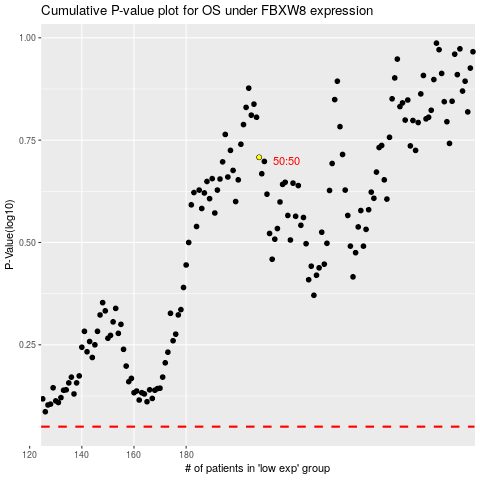 Cumulative P-value plot for OS under FBXW8 expression
1.00
0.75
50:50
0.50
0.25
P-Value(log10)
120 140 160 180
# of patients in 'low exp' group